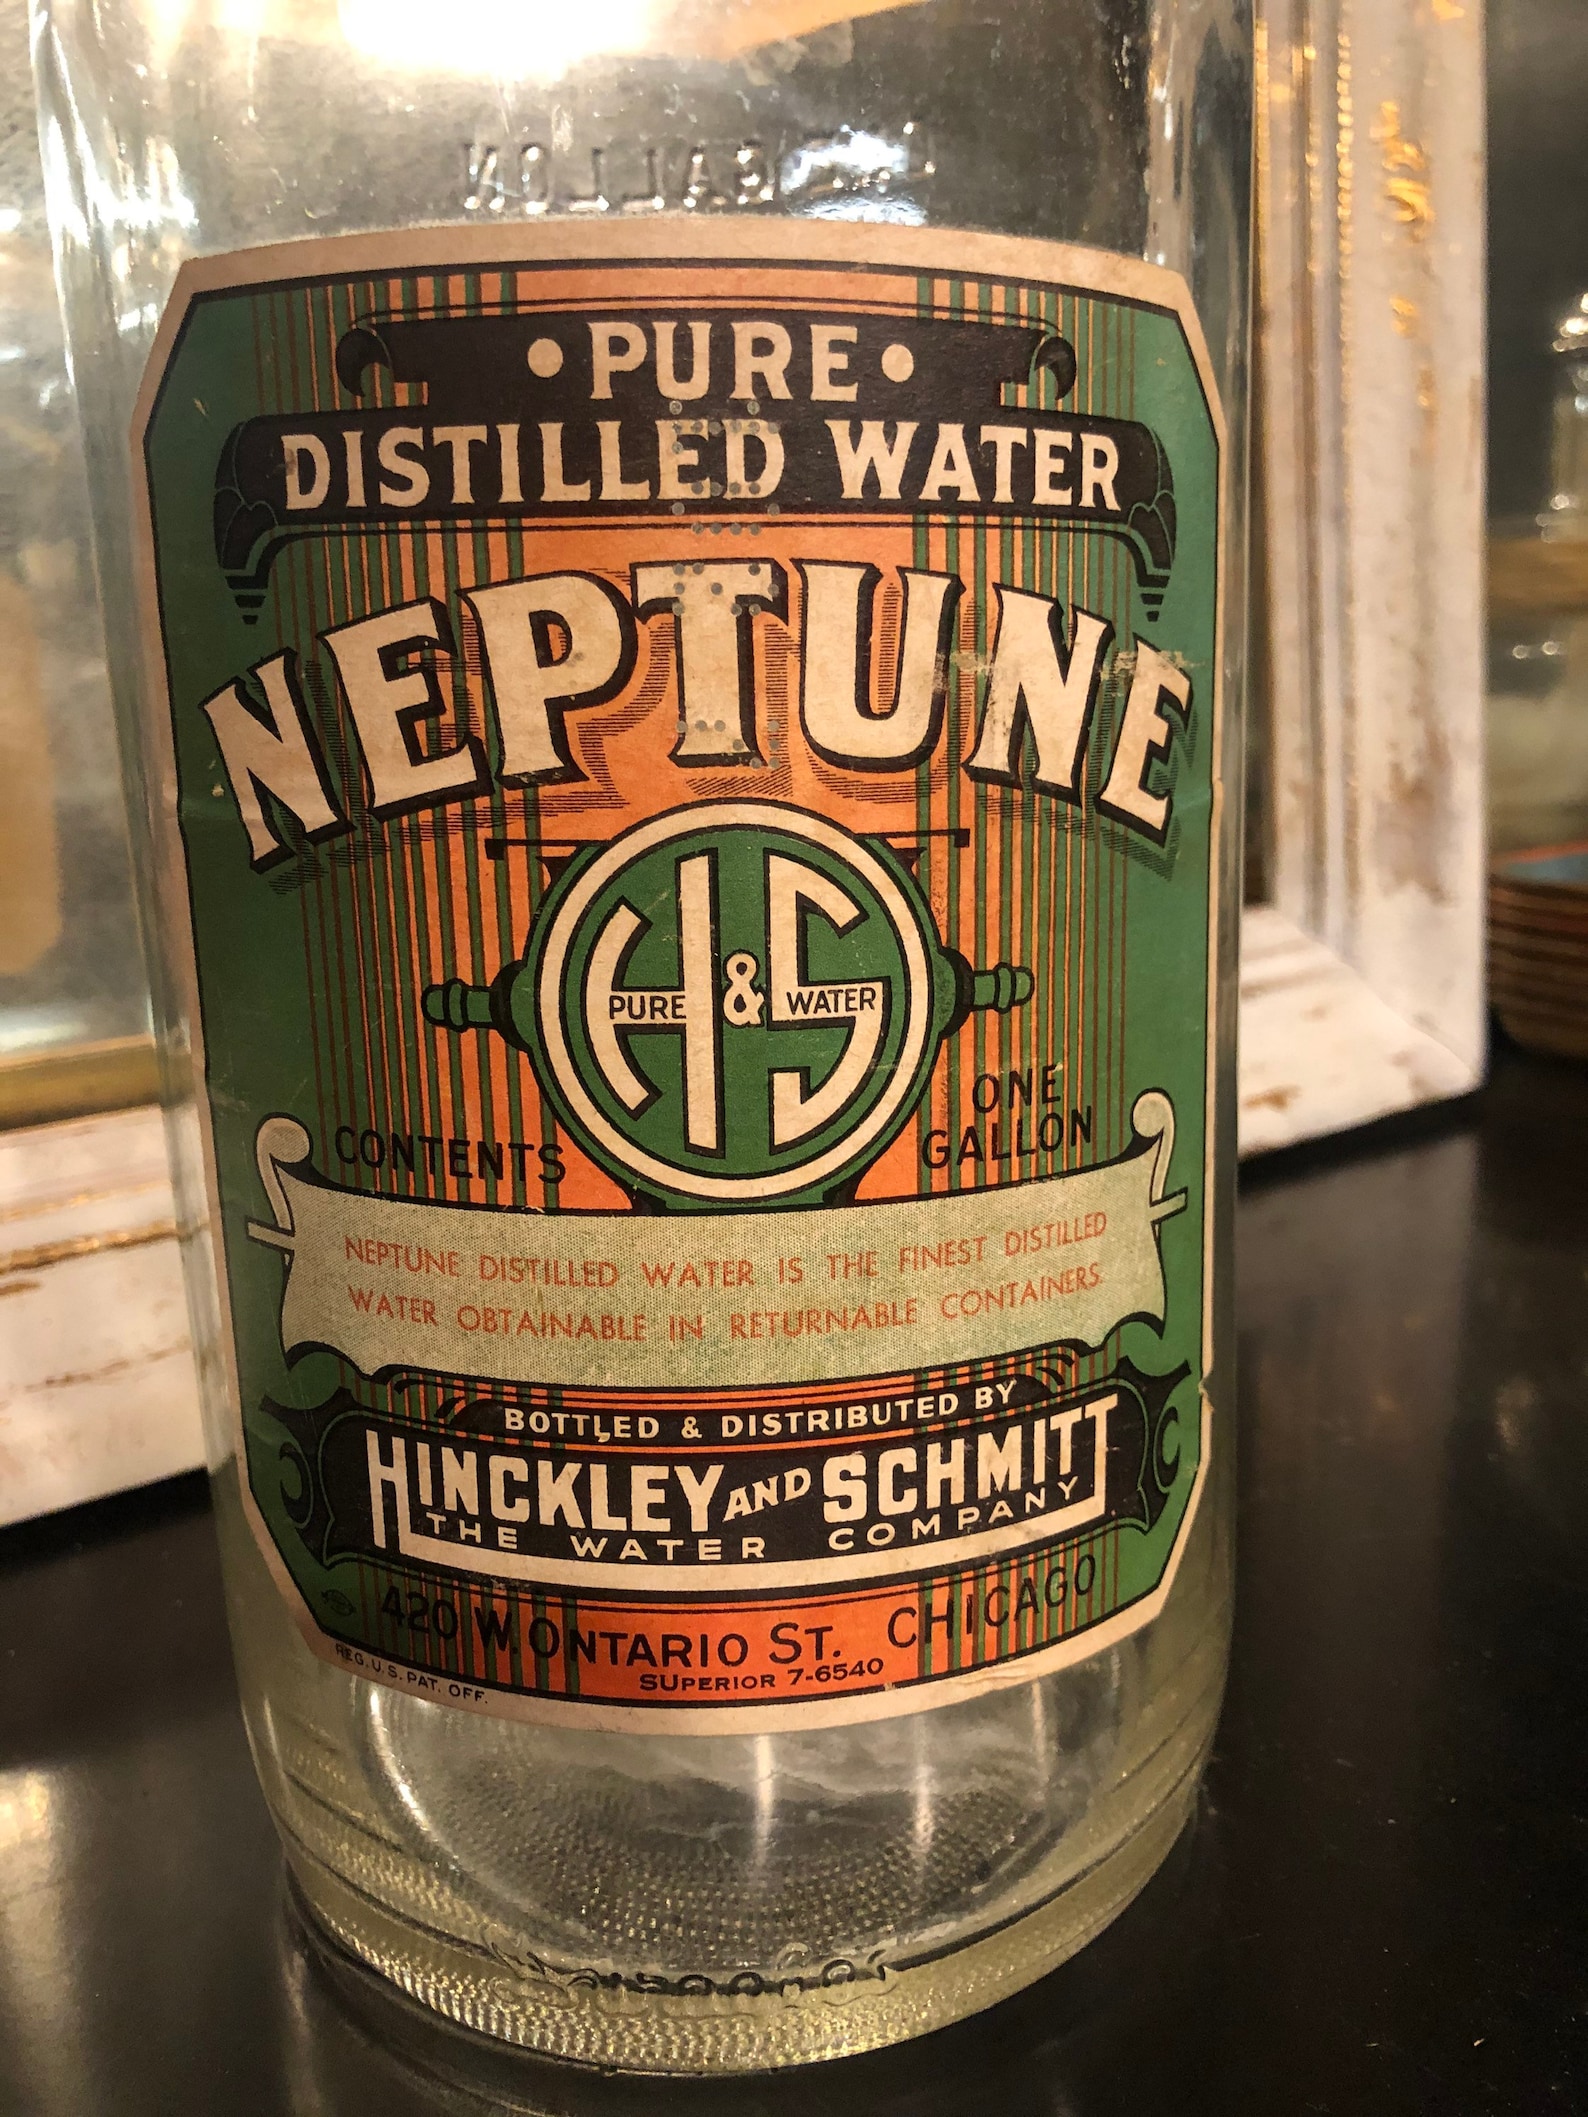 GALLON
• PURE •
DISTILLED WATER
NEPTUNE
H & S
PURE WATER
CONTENTS
ONE
GALLON
NEPTUNE DISTILLED WATER IS THE FINEST DISTILLED
WATER OBTAINABLE IN RETURNABLE CONTAINERS.
BOTTLED & DISTRIBUTED BY
HINCKLEY AND SCHMITT
THE WATER COMPANY
420 W. ONTARIO ST. CHICAGO
SUPERIOR 7-6540
REG. U.S. PAT. OFF.